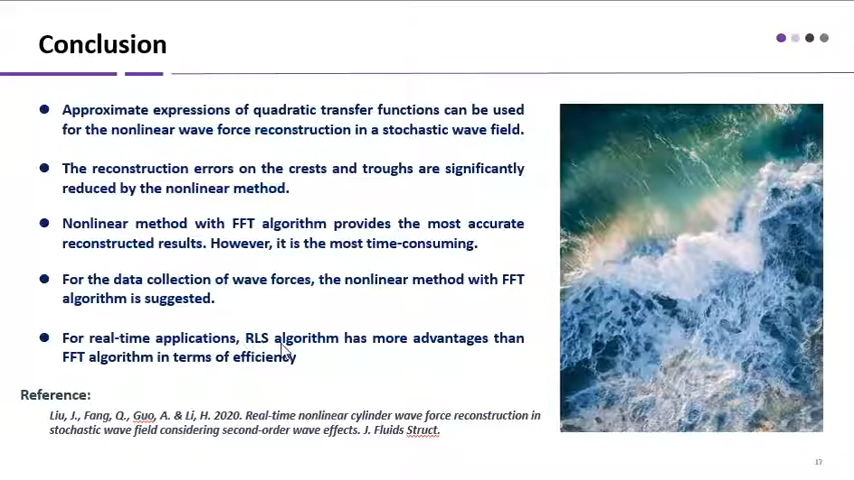 Conclusion
Approximate expressions of quadratic transfer functions can be used
for the nonlinear wave force reconstruction in a stochastic wave field.
The reconstruction errors on the crests and troughs are significantly
reduced by the nonlinear method.
Nonlinear method with FFT algorithm provides the most accurate
reconstructed results. However, it is the most time-consuming.
For the data collection of wave forces, the nonlinear method with FFT
algorithm is suggested.
For real-time applications, RLS algorithm has more advantages than
FFT algorithm in terms of efficiency
Reference:
Liu, J., Fang, Q., Guo, A. & Li, H. 2020. Real-time nonlinear cylinder wave force reconstruction in
stochastic wave field considering second-order wave effects. J. Fluids Struct.
17